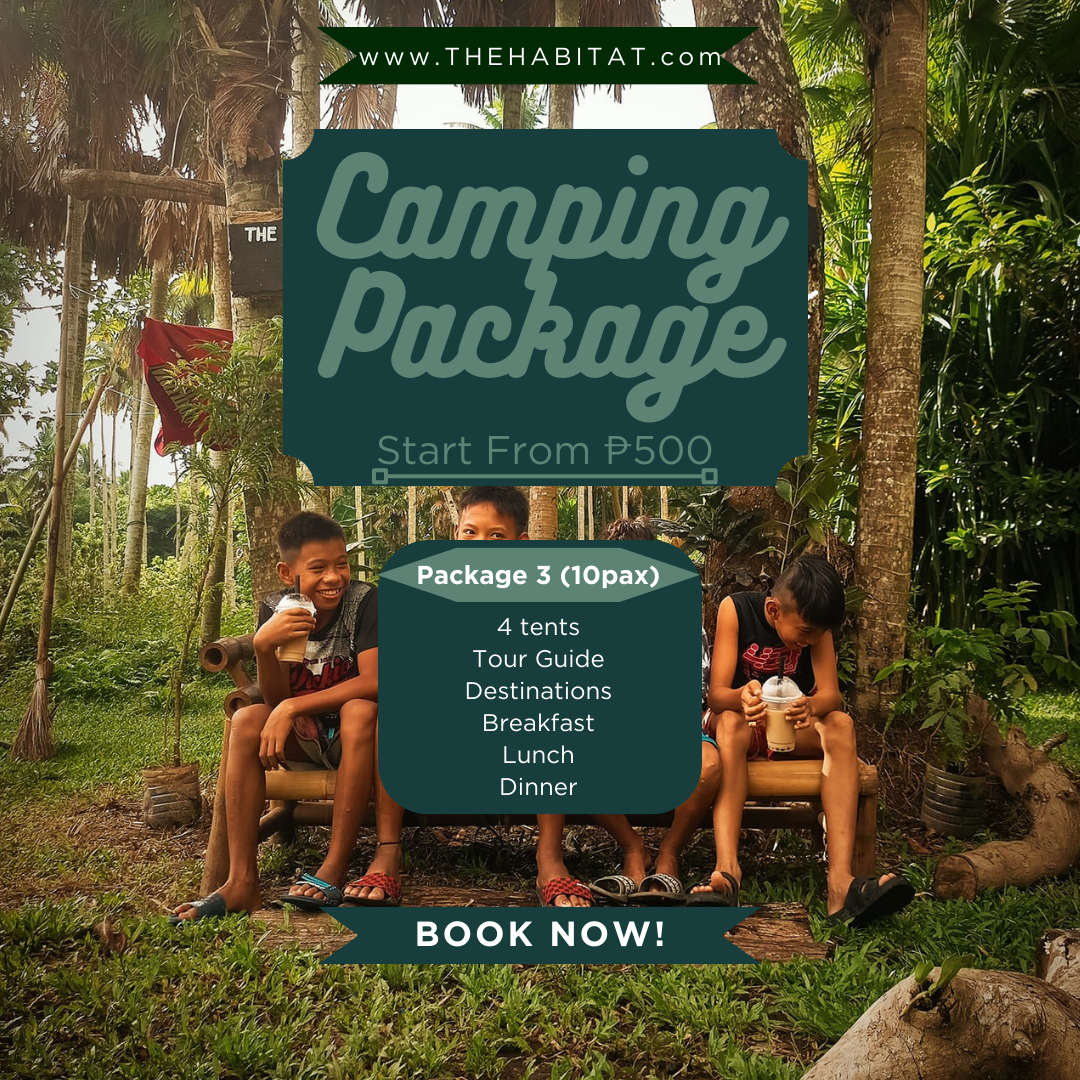 www.THEHABITAT.com
Camping
Package
THE
Start From ₱500
Package 3 (10pax)
4 tents
Tour Guide
Destinations
Breakfast
Lunch
Dinner
BOOK NOW!